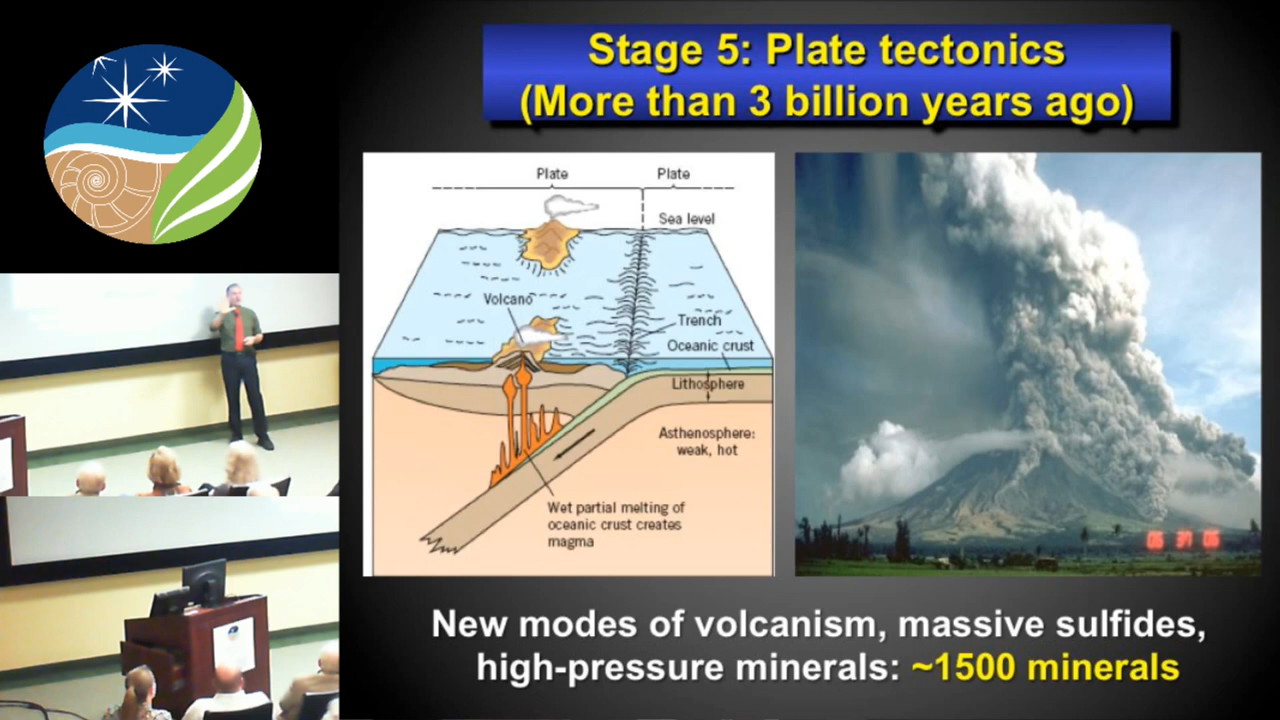 Stage 5: Plate tectonics
(More than 3 billion years ago)
Plate
Plate
Sea level
Volcano
Trench
Oceanic crust
Lithosphere
Asthenosphere:
weak, hot
Wet partial melting of
oceanic crust creates
magma
New modes of volcanism, massive sulfides,
high-pressure minerals: ~1500 minerals